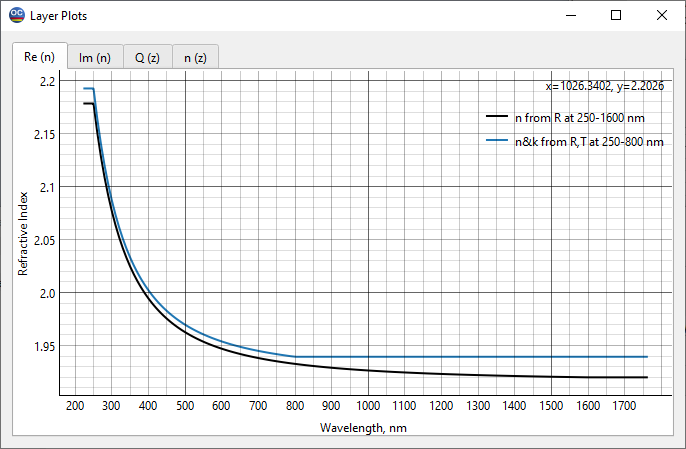 OC Layer Plots
Re (n) Im (n) Q (z) n (z)
x=1026.3402, y=2.2026
n from R at 250-1600 nm
n&k from R,T at 250-800 nm
2.2
2.15
2.1
2.05
2.0
1.95
Refractive Index
200 300 400 500 600 700 800 900 1000 1100 1200 1300 1400 1500 1600 1700
Wavelength, nm